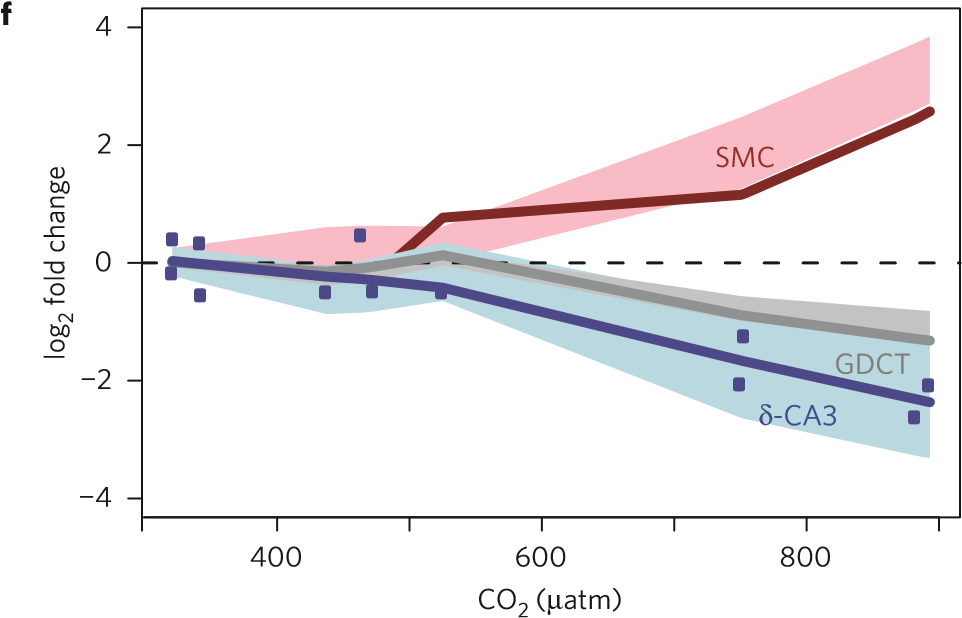 f
4
2
0
−2
−4
log₂ fold change
SMC
GDCT
δ-CA3
400
600
800
CO₂ (μatm)